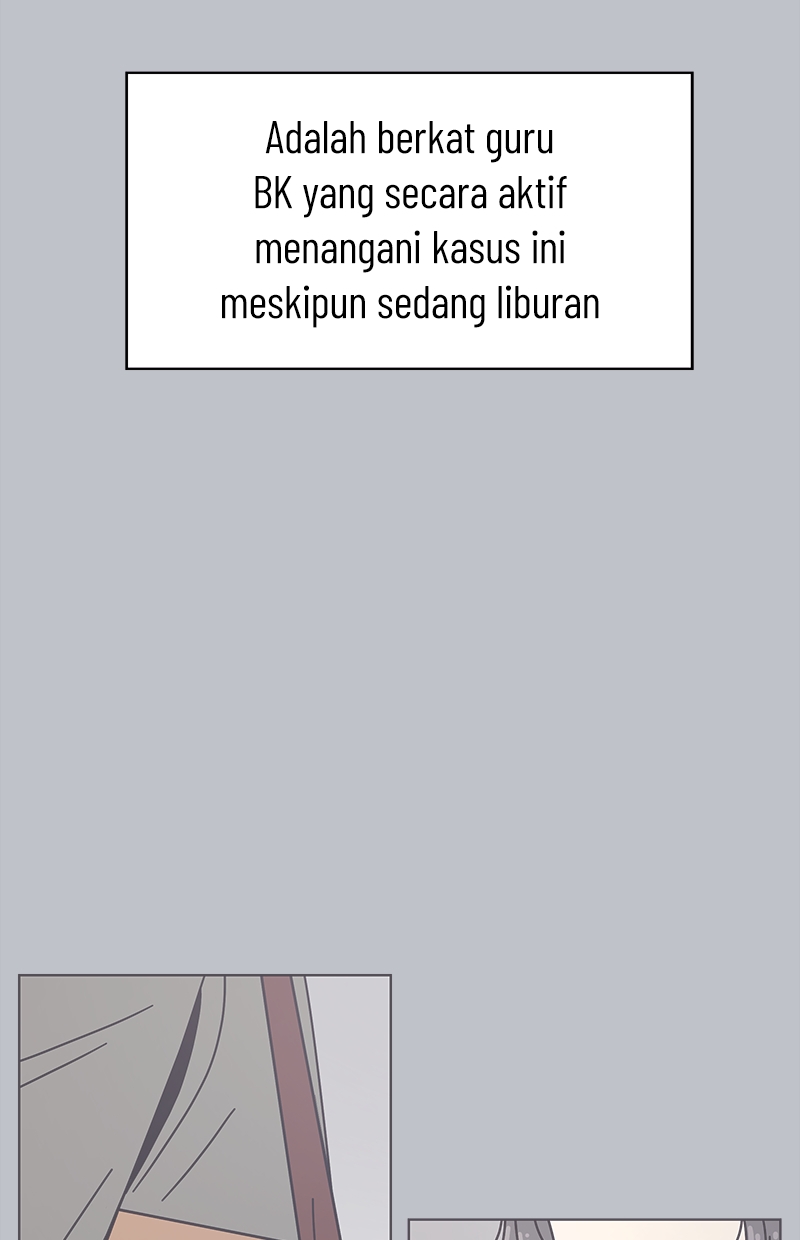 Adalah berkat guru
BK yang secara aktif
menangani kasus ini
meskipun sedang liburan